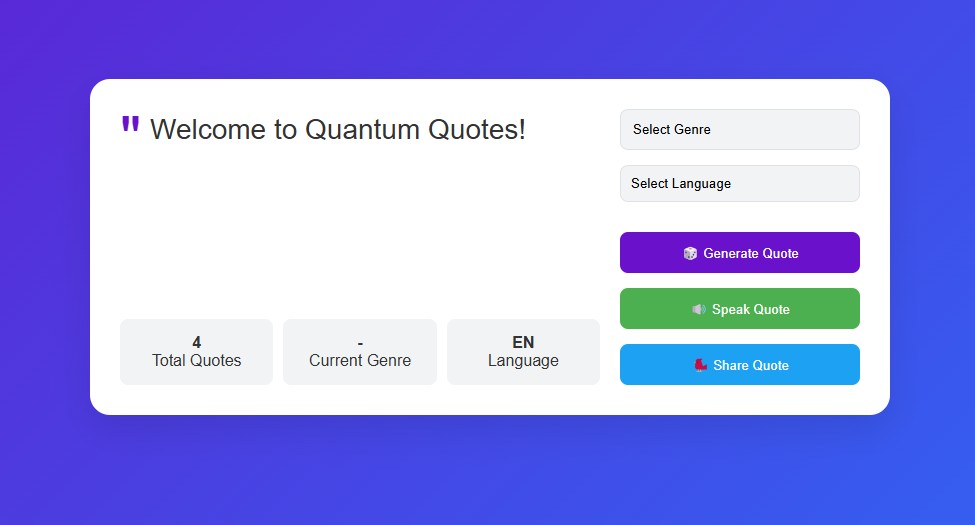 " Welcome to Quantum Quotes!
4
Total Quotes
-
Current Genre
EN
Language
Select Genre
Select Language
🎲 Generate Quote
🔊 Speak Quote
Share Quote